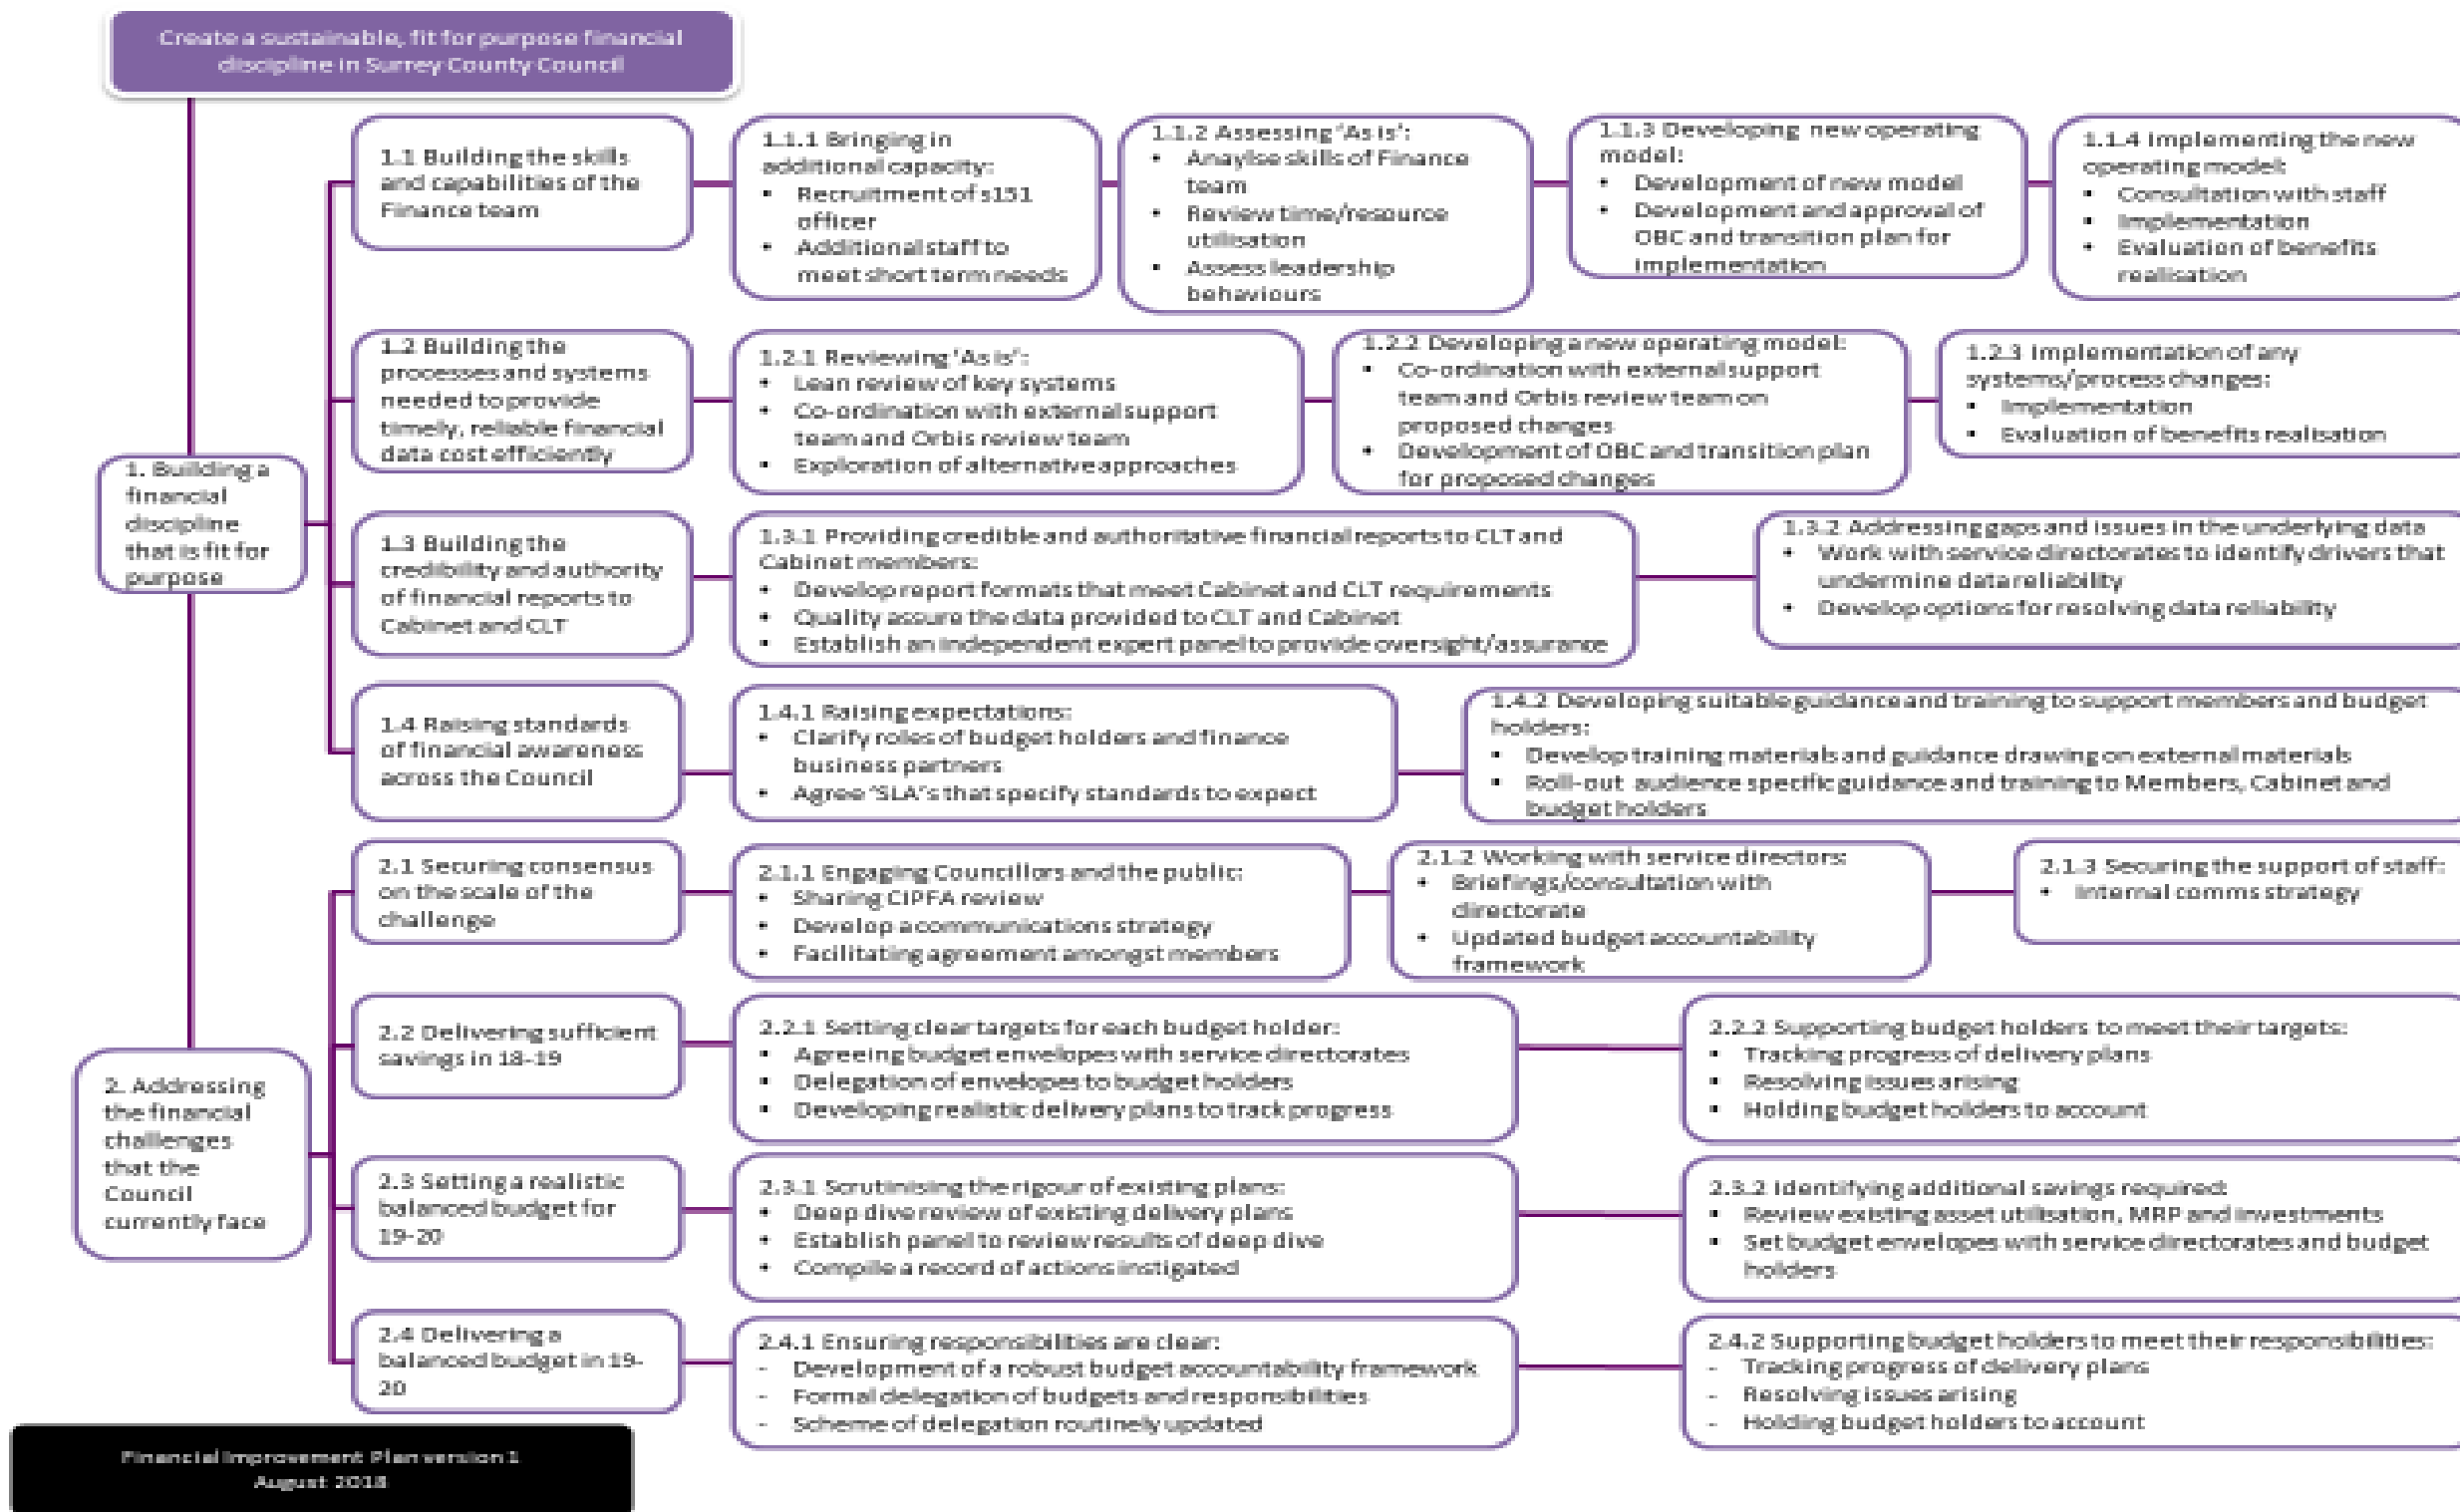 Create a sustainable, fit for purpose financial
discipline in Surrey County Council
1. Building a
financial
discipline
that is fit for
purpose
1.1 Building the skills
and capabilities of the
Finance team
1.1.1 Bringing in
additional capacity:
• Recruitment of s151
officer
• Additional staff to
meet short term needs
1.1.2 Assessing 'As is':
• Anaylse skills of Finance
team
• Review time/resource
utilisation
• Assess leadership
behaviours
1.1.3 Developing new operating
model:
• Development of new model
• Development and approval of
OBC and transition plan for
implementation
1.1.4 Implementing the new
operating model:
• Consultation with staff
• Implementation
• Evaluation of benefits
realisation
1.2 Building the
processes and systems
needed to provide
timely, reliable financial
data cost efficiently
1.2.1 Reviewing 'As is':
• Lean review of key systems
• Co-ordination with external support
team and Orbis review team
• Exploration of alternative approaches
1.2.2 Developing a new operating model:
• Co-ordination with external support
team and Orbis review team on
proposed changes
• Development of OBC and transition plan
for proposed changes
1.2.3 Implementation of any
systems/process changes:
• Implementation
• Evaluation of benefits realisation
1.3 Building the
credibility and authority
of financial reports to
Cabinet and CLT
1.3.1 Providing credible and authoritative financial reports to CLT and
Cabinet members:
• Develop report formats that meet Cabinet and CLT requirements
• Quality assure the data provided to CLT and Cabinet
• Establish an independent expert panel to provide oversight/assurance
1.3.2 Addressing gaps and issues in the underlying data
• Work with service directorates to identify drivers that
undermine data reliability
• Develop options for resolving data reliability
1.4 Raising standards
of financial awareness
across the Council
1.4.1 Raising expectations:
• Clarify roles of budget holders and finance
business partners
• Agree 'SLA's that specify standards to expect
1.4.2 Developing suitable guidance and training to support members and budget
holders:
• Develop training materials and guidance drawing on external materials
• Roll-out audience specific guidance and training to Members, Cabinet and
budget holders
2. Addressing
the financial
challenges
that the
Council
currently face
2.1 Securing consensus
on the scale of the
challenge
2.1.1 Engaging Councillors and the public:
• Sharing CIPFA review
• Develop a communications strategy
• Facilitating agreement amongst members
2.1.2 Working with service directors:
• Briefings/consultation with
directorate
• Updated budget accountability
framework
2.1.3 Securing the support of staff:
• Internal comms strategy
2.2 Delivering sufficient
savings in 18-19
2.2.1 Setting clear targets for each budget holder:
• Agreeing budget envelopes with service directorates
• Delegation of envelopes to budget holders
• Developing realistic delivery plans to track progress
2.2.2 Supporting budget holders to meet their targets:
• Tracking progress of delivery plans
• Resolving issues arising
• Holding budget holders to account
2.3 Setting a realistic
balanced budget for
19-20
2.3.1 Scrutinising the rigour of existing plans:
• Deep dive review of existing delivery plans
• Establish panel to review results of deep dive
• Compile a record of actions instigated
2.3.2 Identifying additional savings required:
• Review existing asset utilisation, MRP and investments
• Set budget envelopes with service directorates and budget
holders
2.4 Delivering a
balanced budget in 19-
20
2.4.1 Ensuring responsibilities are clear:
- Development of a robust budget accountability framework
- Formal delegation of budgets and responsibilities
- Scheme of delegation routinely updated
2.4.2 Supporting budget holders to meet their responsibilities:
- Tracking progress of delivery plans
- Resolving issues arising
- Holding budget holders to account
Financial Improvement Plan version 1
August 2018